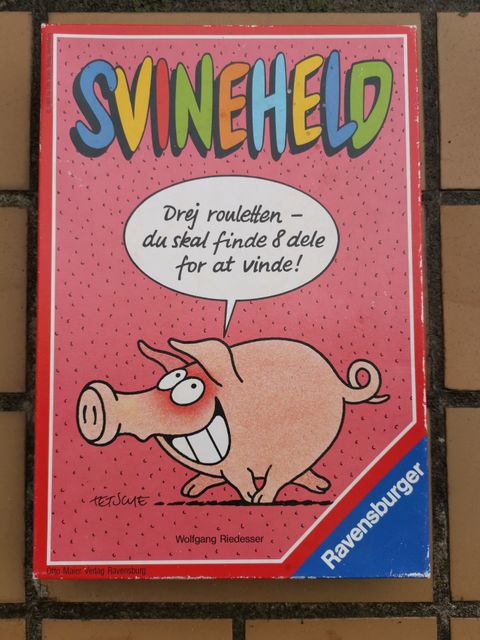 SVINEHELD
Drej rouletten –
du skal finde 8 dele
for at vinde!
TETSCHE
Wolfgang Riedesser
Ravensburger
Otto Maier Verlag Ravensburg